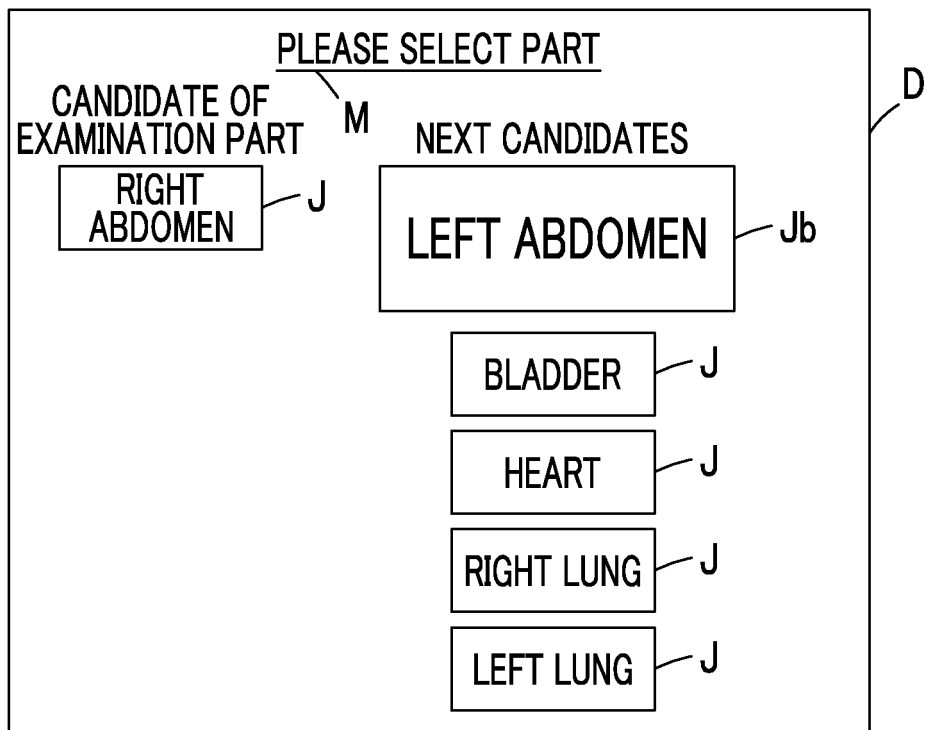 PLEASE SELECT PART
M
D
CANDIDATE OF
EXAMINATION PART
RIGHT
ABDOMEN
J
NEXT CANDIDATES
LEFT ABDOMEN
Jb
BLADDER
J
HEART
J
RIGHT LUNG
J
LEFT LUNG
J